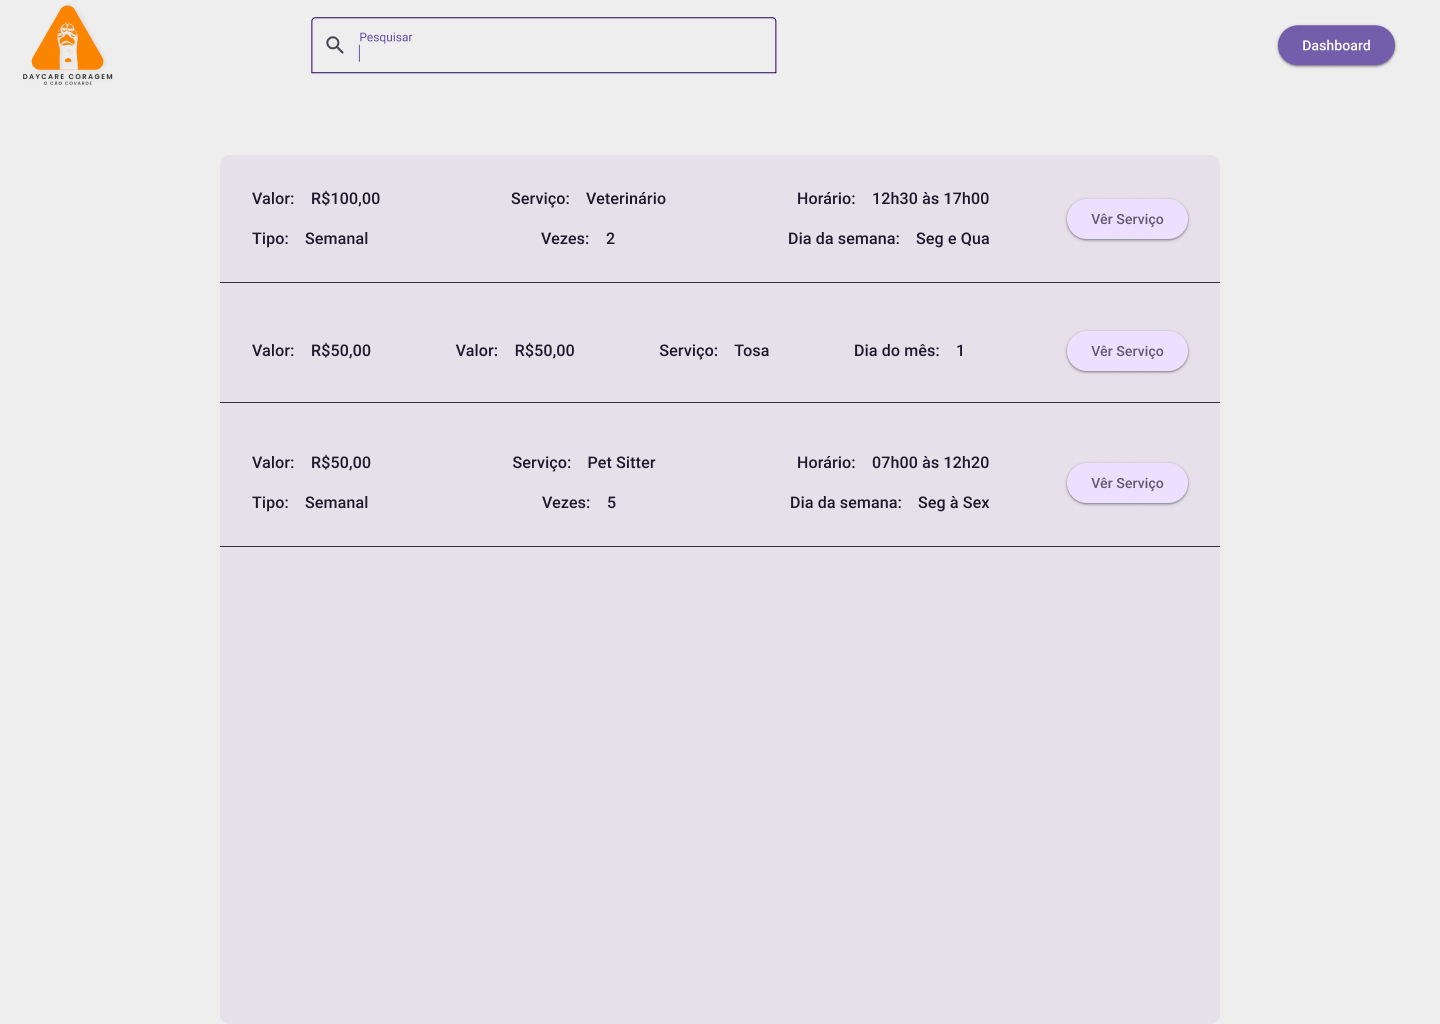 DAYCARE CORAGEM
O CÃO COVARDE
Pesquisar
Dashboard
Valor: R$100,00 Serviço: Veterinário Horário: 12h30 às 17h00
Tipo: Semanal Vezes: 2 Dia da semana: Seg e Qua
Vêr Serviço
Valor: R$50,00 Valor: R$50,00 Serviço: Tosa Dia do mês: 1
Vêr Serviço
Valor: R$50,00 Serviço: Pet Sitter Horário: 07h00 às 12h20
Tipo: Semanal Vezes: 5 Dia da semana: Seg à Sex
Vêr Serviço